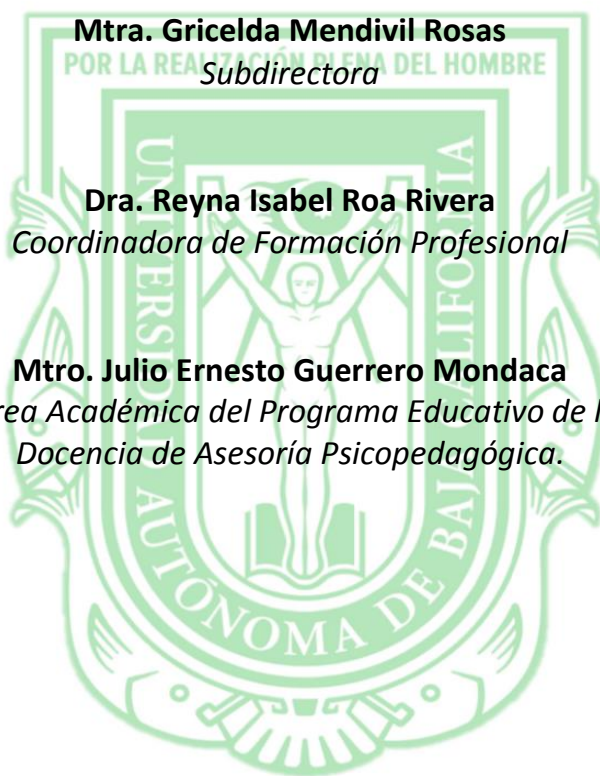 Mtra. Gricelda Mendivil Rosas
POR LA REALIZACIÓN PLENA DEL HOMBRE
Subdirectora
Dra. Reyna Isabel Roa Rivera
Coordinadora de Formación Profesional
Mtro. Julio Ernesto Guerrero Mondaca
rea Académica del Programa Educativo de
Docencia de Asesoría Psicopedagógica.
UNIVERSIDAD AUTÓNOMA DE BAJA CALIFORNIA